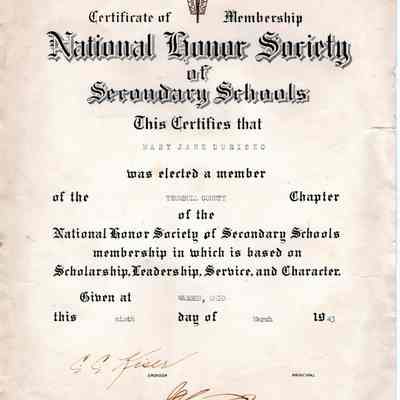 Certificate of Membership
National Honor Society
of
Secondary Schools
This Certifies that
MARY JANE DURISKO
was elected a member
of the TRUMBULL COUNTY Chapter
of the
National Honor Society of Secondary Schools
membership in which is based on
Scholarship, Leadership, Service, and Character.
Given at WARREN, OHIO
this ninth day of March 1943
Kiser
SPONSOR PRINCIPAL